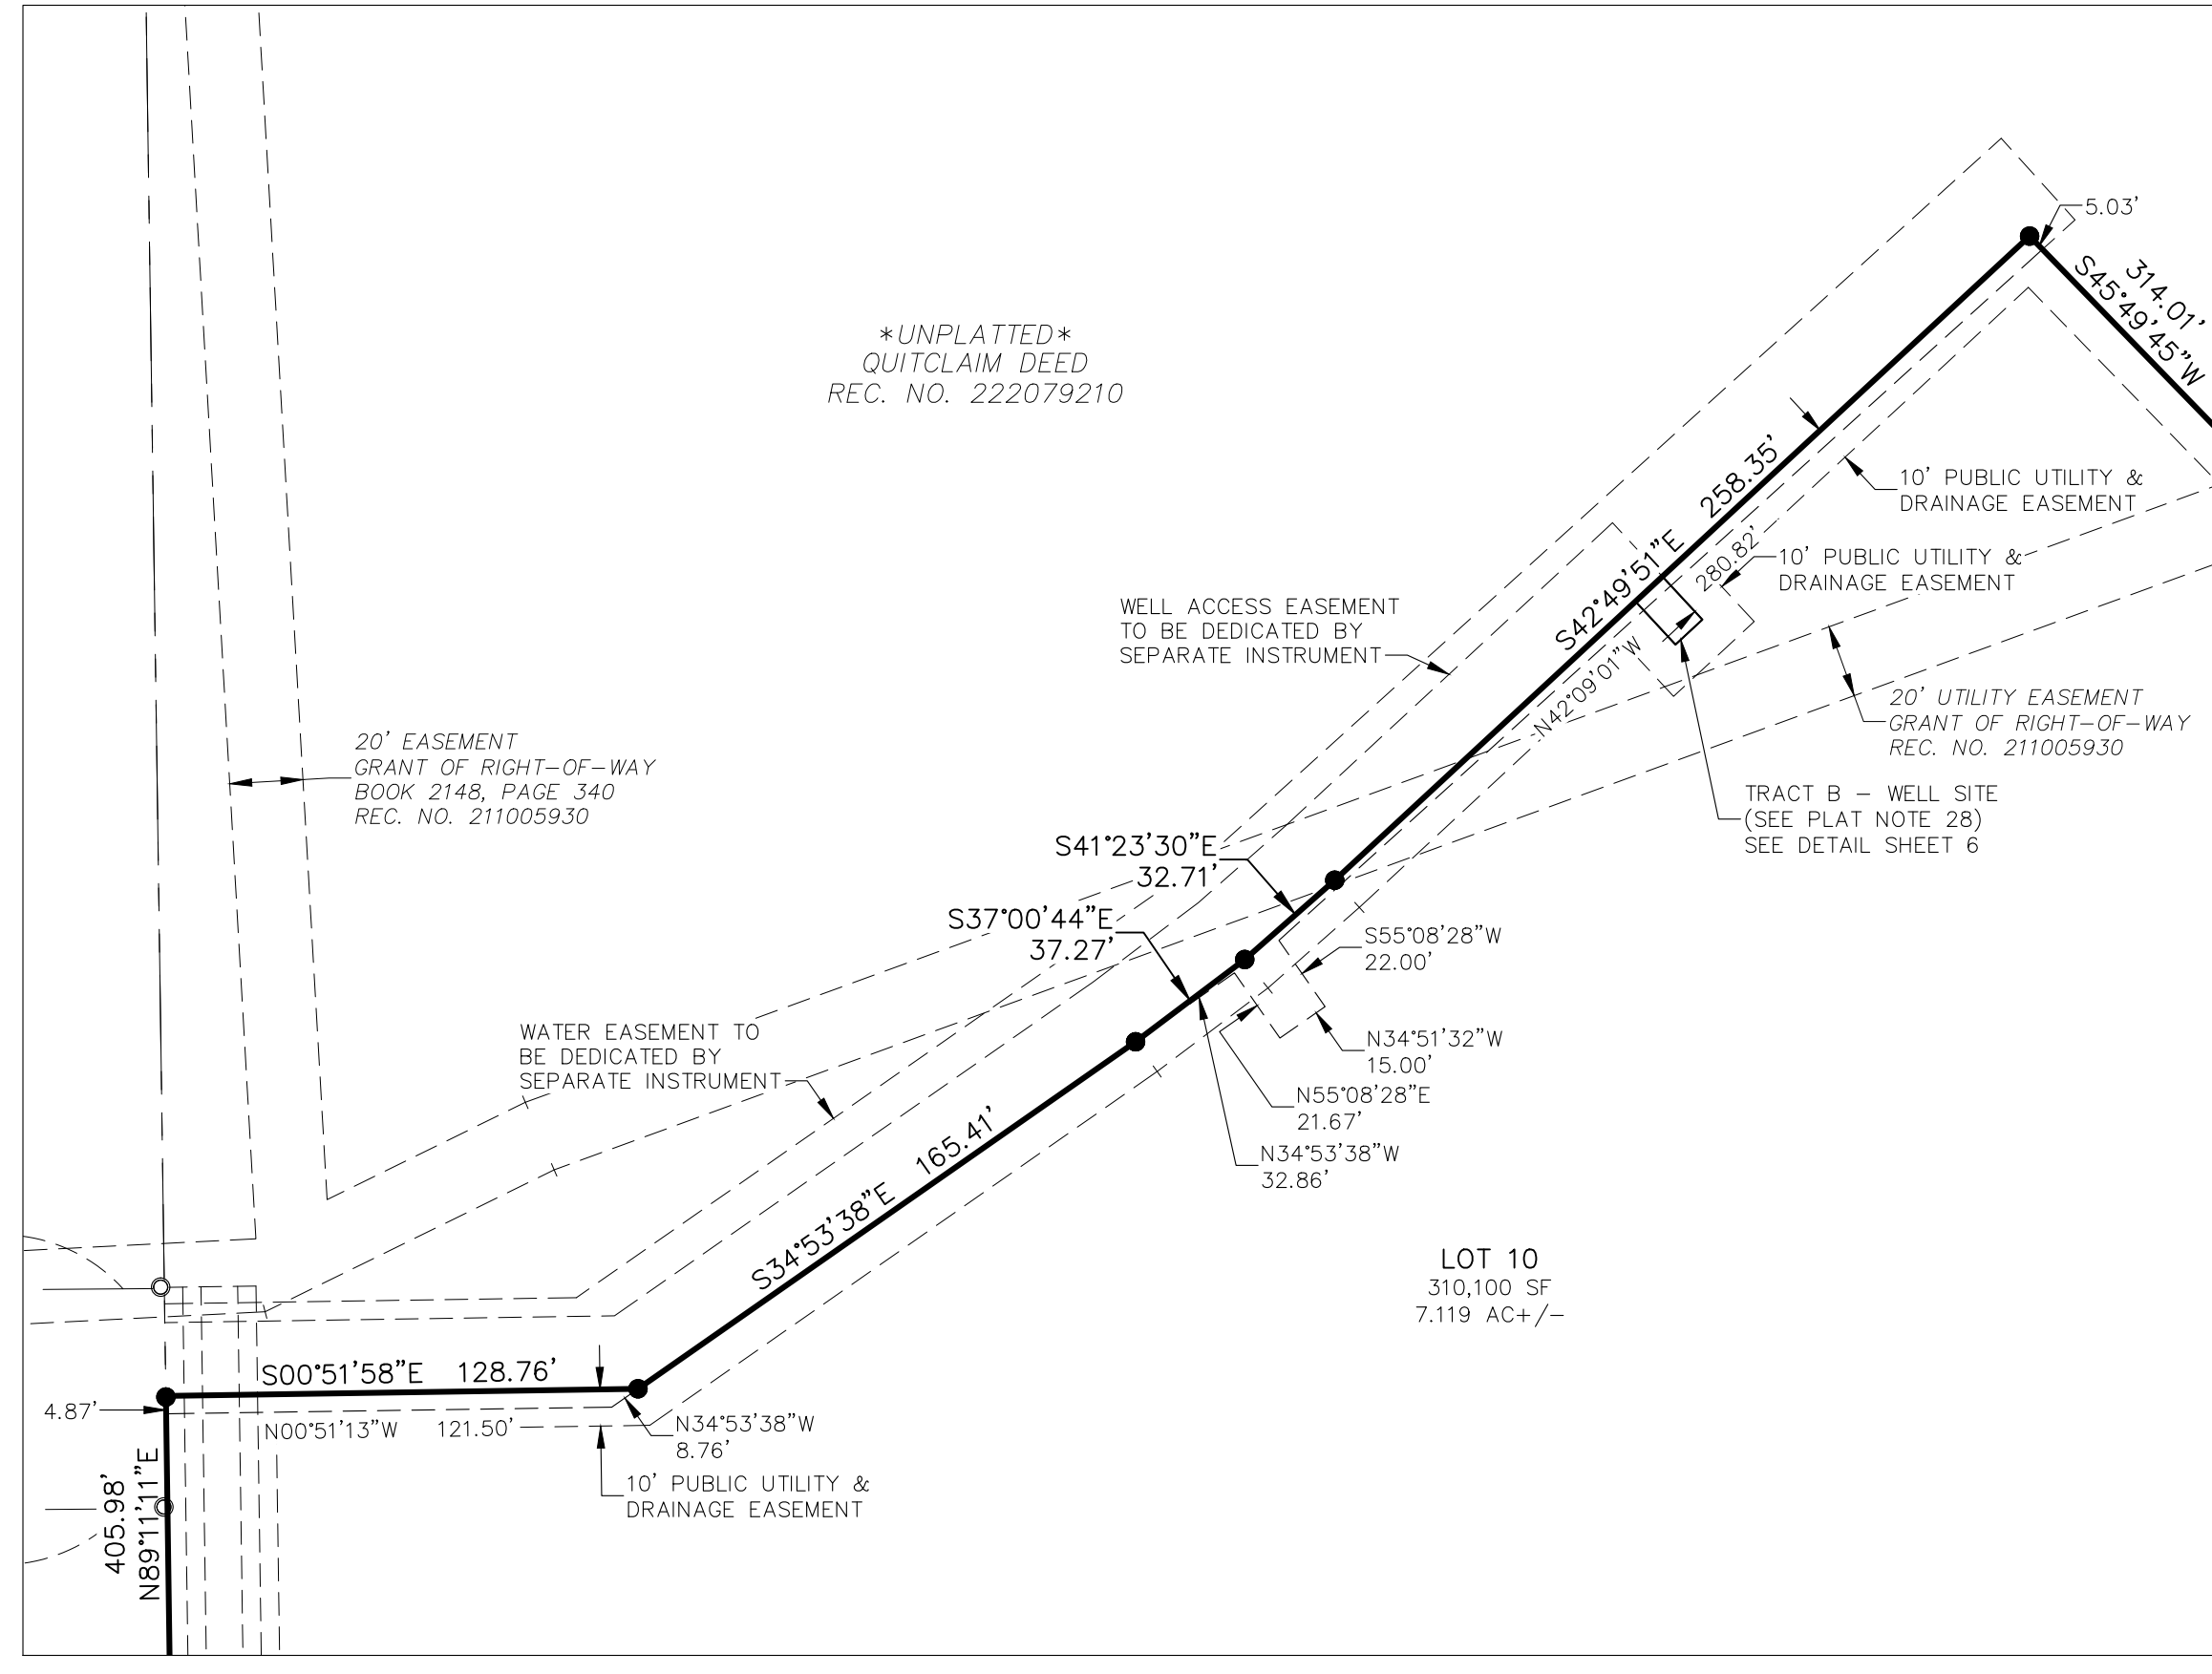 5.03'
314.01'
S45°49'45"W
*UNPLATTED*
QUITCLAIM DEED
REC. NO. 222079210
258.35'
S42°49'51"E
10' PUBLIC UTILITY &
DRAINAGE EASEMENT
280.82'
N42°09'01"W
10' PUBLIC UTILITY &
DRAINAGE EASEMENT
WELL ACCESS EASEMENT
TO BE DEDICATED BY
SEPARATE INSTRUMENT
20' UTILITY EASEMENT
GRANT OF RIGHT-OF-WAY
REC. NO. 211005930
20' EASEMENT
GRANT OF RIGHT-OF-WAY
BOOK 2148, PAGE 340
REC. NO. 211005930
TRACT B - WELL SITE
(SEE PLAT NOTE 28)
SEE DETAIL SHEET 6
S41°23'30"E
32.71'
S37°00'44"E
37.27'
S55°08'28"W
22.00'
WATER EASEMENT TO
BE DEDICATED BY
SEPARATE INSTRUMENT
N34°51'32"W
15.00'
N55°08'28"E
21.67'
N34°53'38"W
32.86'
S34°53'38"E 165.41'
LOT 10
310,100 SF
7.119 AC+/-
S00°51'58"E 128.76'
4.87'
N00°51'13"W 121.50'
N34°53'38"W
8.76'
10' PUBLIC UTILITY &
DRAINAGE EASEMENT
405.98'
N89°11'11"E